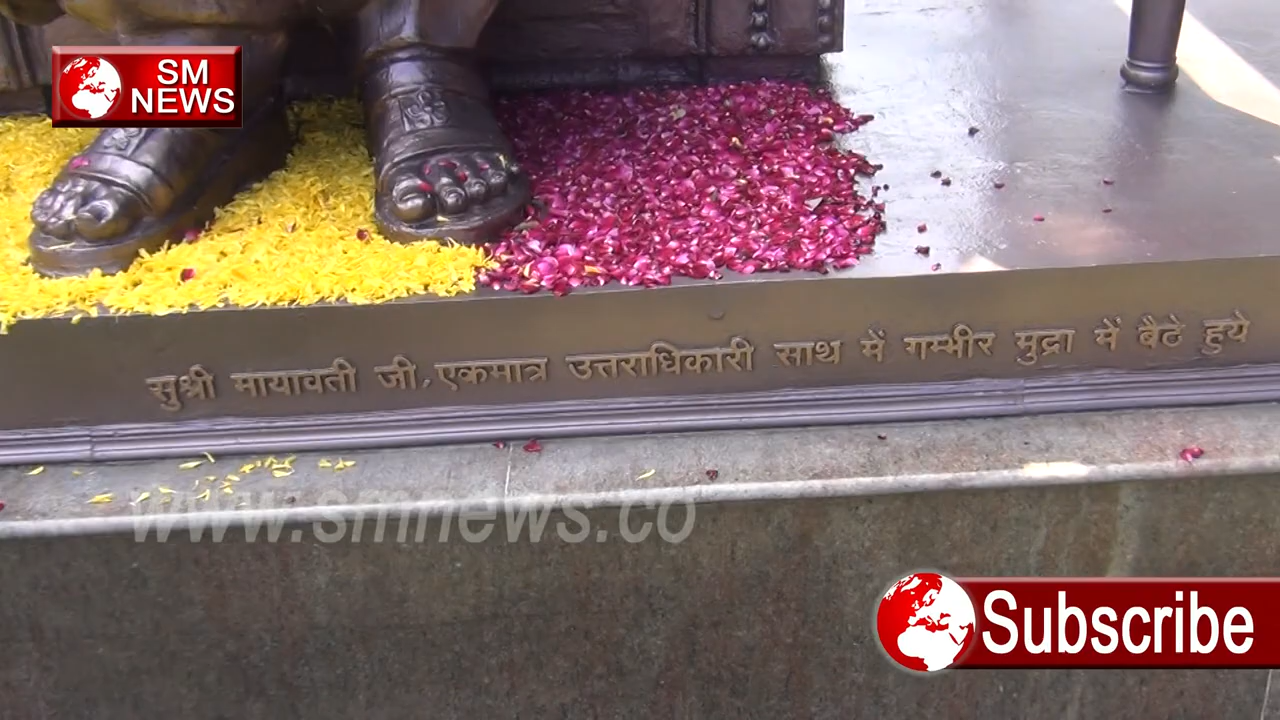 SM
NEWS
सुश्री मायावती जी, एकमात्र उत्तराधिकारी साथ में गम्भीर मुद्रा में बैठे हुये
www.smnews.co
Subscribe